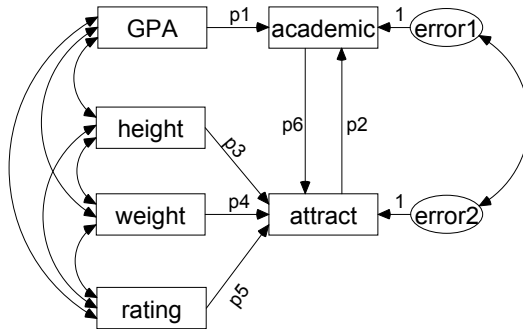 GPA p1 academic 1 error1
p6 p2
height p3
weight p4 attract 1 error2
rating p5